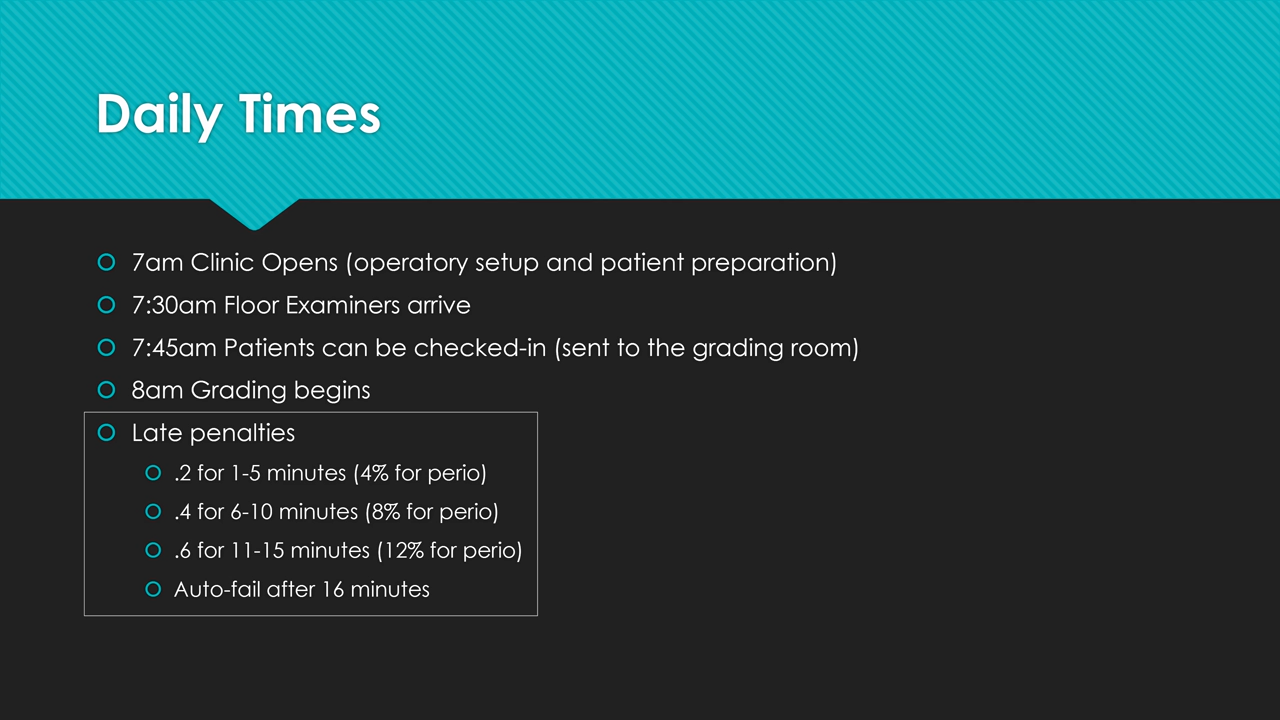 Daily Times
7am Clinic Opens (operatory setup and patient preparation)
7:30am Floor Examiners arrive
7:45am Patients can be checked-in (sent to the grading room)
8am Grading begins
Late penalties
.2 for 1-5 minutes (4% for perio)
.4 for 6-10 minutes (8% for perio)
.6 for 11-15 minutes (12% for perio)
Auto-fail after 16 minutes